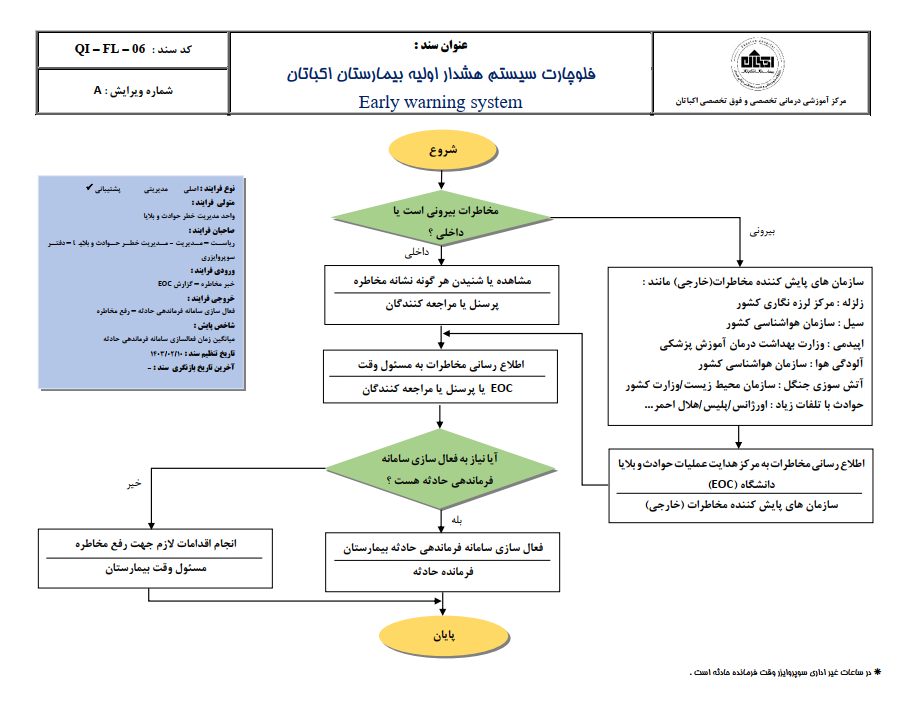 کد سند : QI – FL – 06
شماره ویرایش : A
عنوان سند :
فلوچارت سیستم هشدار اولیه بیمارستان اکباتان
Early warning system
اکباتان
مرکز آموزشی درمانی تخصصی و فوق تخصصی اکباتان
شروع
نوع فرایند : اصلی مدیریتی پشتیبانی ✔
متولی فرایند :
واحد مدیریت خطر حوادث و بلایا
صاحبان فرایند :
ریاست – مدیریت - مدیریت خطر حوادث و بلایا – دفتر
سوپروایزری
ورودی فرایند :
خبر مخاطره – گزارش EOC
خروجی فرایند :
فعال سازی سامانه فرماندهی حادثه – رفع مخاطره
شاخص پایش :
میانگین زمان فعالسازی سامانه فرماندهی حادثه
تاریخ تنظیم سند : ۱۴۰۳/۰۲/۱۰
آخرین تاریخ بازنگری سند : -
مخاطرات بیرونی است یا
داخلی ؟
بیرونی
داخلی
مشاهده یا شنیدن هر گونه نشانه مخاطره
پرسنل یا مراجعه کنندگان
سازمان های پایش کننده مخاطرات(خارجی) مانند :
زلزله : مرکز لرزه نگاری کشور
سیل : سازمان هواشناسی کشور
اپیدمی : وزارت بهداشت درمان آموزش پزشکی
آلودگی هوا : سازمان هواشناسی کشور
آتش سوزی جنگل : سازمان محیط زیست/وزارت کشور
حوادث با تلفات زیاد : اورژانس/پلیس/هلال احمر...
اطلاع رسانی مخاطرات به مسئول وقت
EOC یا پرسنل یا مراجعه کنندگان
اطلاع رسانی مخاطرات به مرکز هدایت عملیات حوادث و بلایا
دانشگاه (EOC)
سازمان های پایش کننده مخاطرات (خارجی)
آیا نیاز به فعال سازی سامانه
فرماندهی حادثه هست ؟
خیر
بله
انجام اقدامات لازم جهت رفع مخاطره
مسئول وقت بیمارستان
فعال سازی سامانه فرماندهی حادثه بیمارستان
فرمانده حادثه
پایان
✵ در ساعات غیر اداری سوپروایزر وقت فرمانده حادثه است .